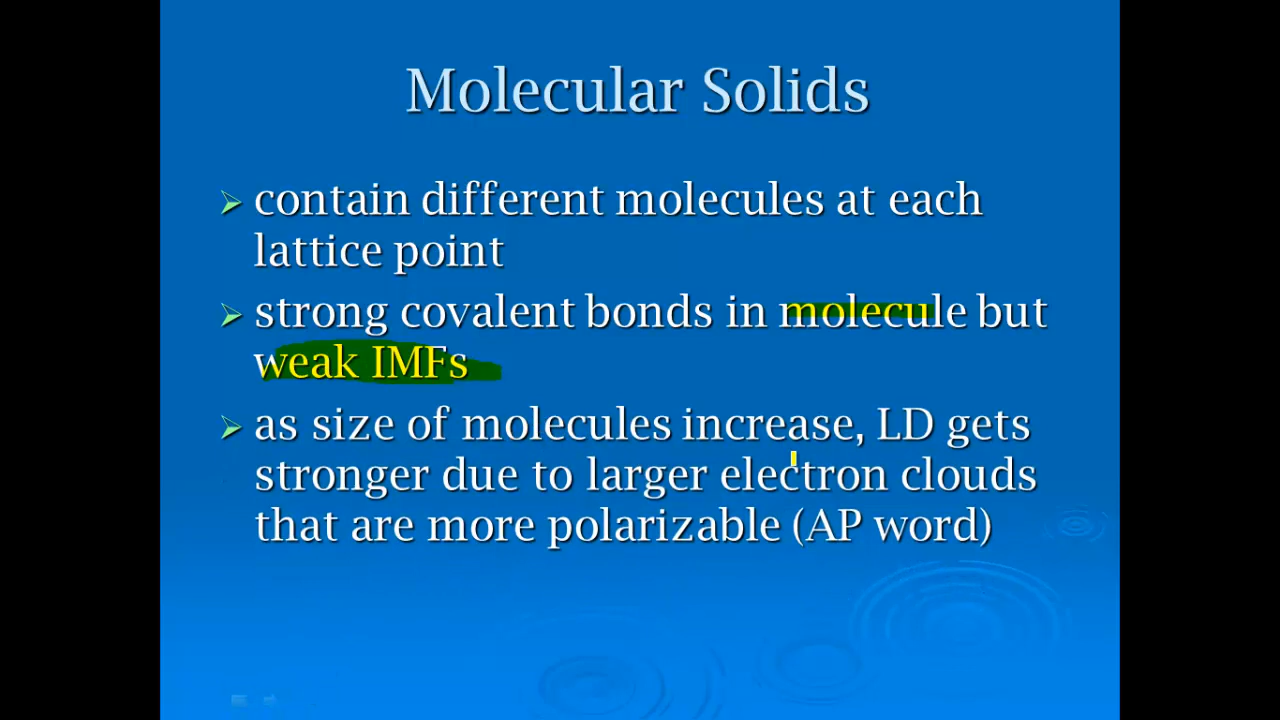 Molecular Solids
contain different molecules at each
lattice point
strong covalent bonds in molecule but
weak IMFs
as size of molecules increase, LD gets
stronger due to larger electron clouds
that are more polarizable (AP word)